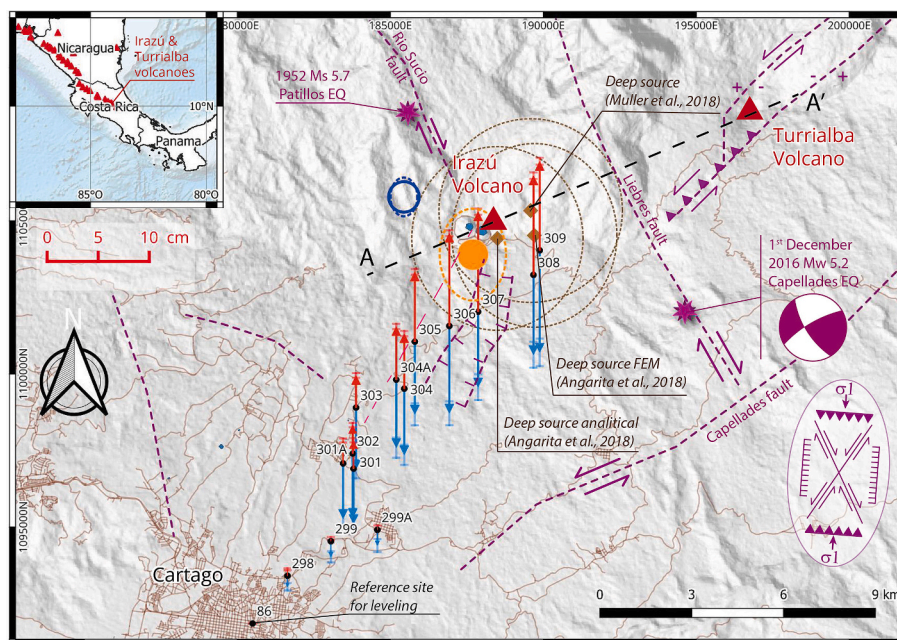 180000E
185000E
190000E
195000E
200000E
Nicaragua
Costa Rica
Panama
10°N
85°O
80°O
Irazú &
Turrialba
volcanoes
0 5 10 cm
1952 Ms 5.7
Patillos EQ
Rio Sucio
fault
Deep source
(Muller et al., 2018)
A'
Turrialba
Volcano
Irazú
Volcano
Liebres fault
A
+ - +
1st December
2016 Mw 5.2
Capellades EQ
309
308
307
306
305
304A
304
303
302
301A
301
299A
299
298
86
Deep source FEM
(Angarita et al., 2018)
Deep source analitical
(Angarita et al., 2018)
Capellades fault
N
σ1
σ1
Cartago
Reference site
for leveling
0 3 6 9 km
110500
1100000N
1095000N